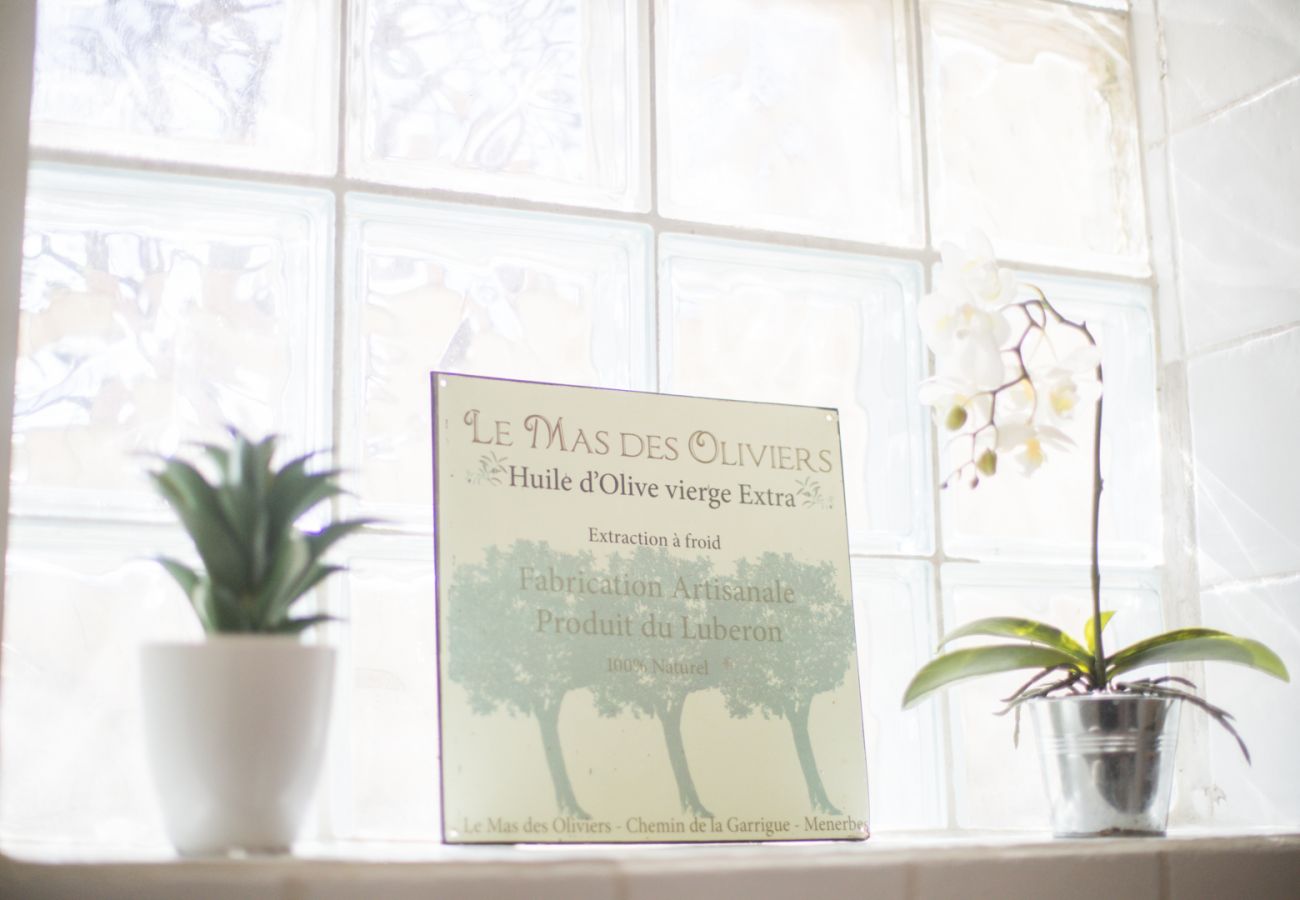 Le Mas des Oliviers
Huile d'Olive vierge Extra
Extraction à froid
Fabrication Artisanale
Produit du Luberon
100% Naturel
Le Mas des Oliviers - Chemin de la Garrigue - Menerbes